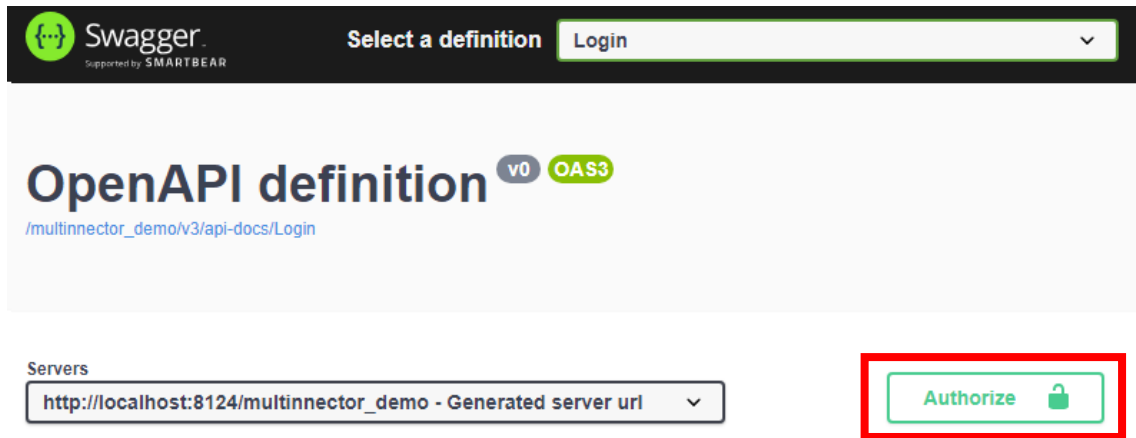 {···} Swagger.
Supported by SMARTBEAR
Select a definition Login
OpenAPI definition v0 OAS3
/multinnector_demo/v3/api-docs/Login
Servers
http://localhost:8124/multinnector_demo - Generated server url
Authorize